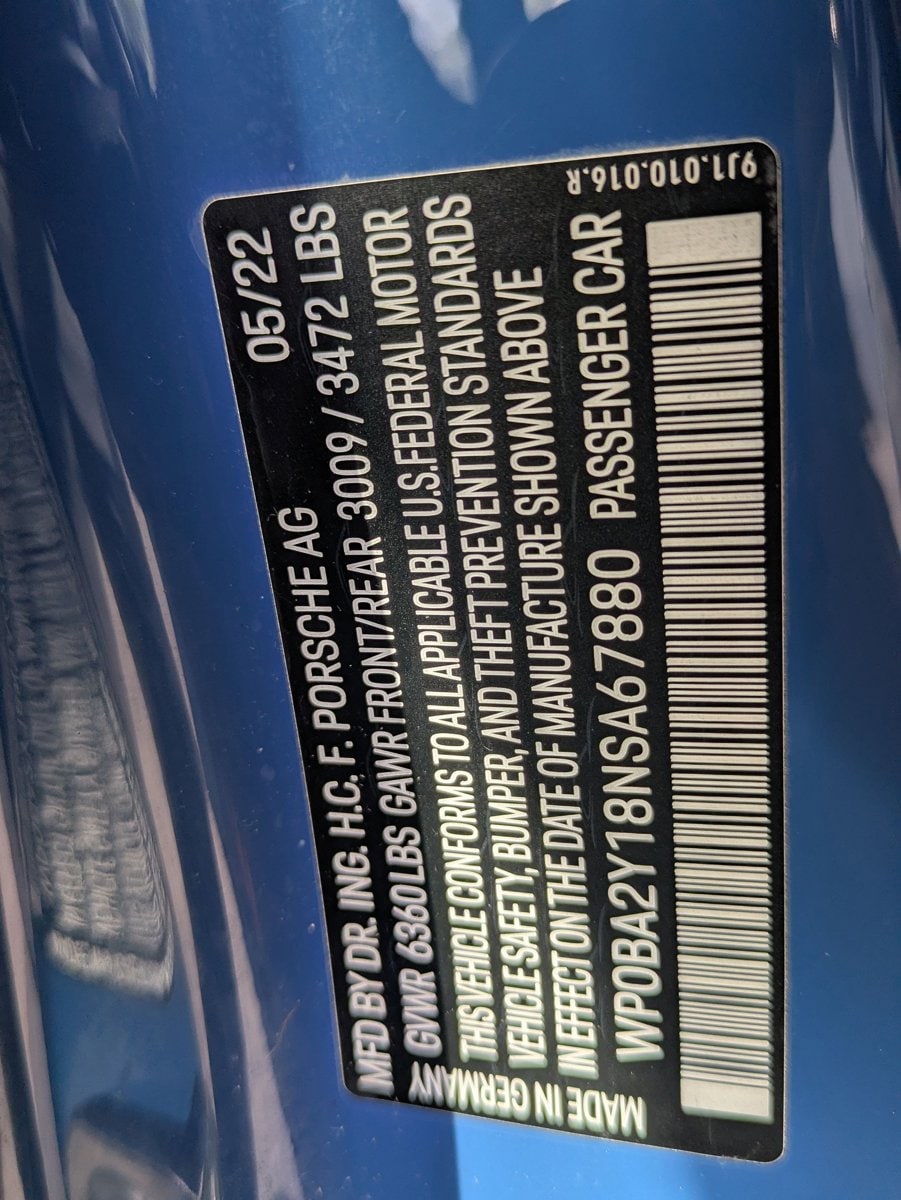 MFD BY DR. ING. H.C. F. PORSCHE AG 05/22
GVWR 6360LBS GAWR FRONT/REAR 3009 / 3472 LBS
THIS VEHICLE CONFORMS TO ALL APPLICABLE U.S.FEDERAL MOTOR
VEHICLE SAFETY, BUMPER, AND THEFT PREVENTION STANDARDS
IN EFFECT ON THE DATE OF MANUFACTURE SHOWN ABOVE
WP0BA2Y18NSA67880 PASSENGER CAR
MADE IN GERMANY
9J1.010.016.R